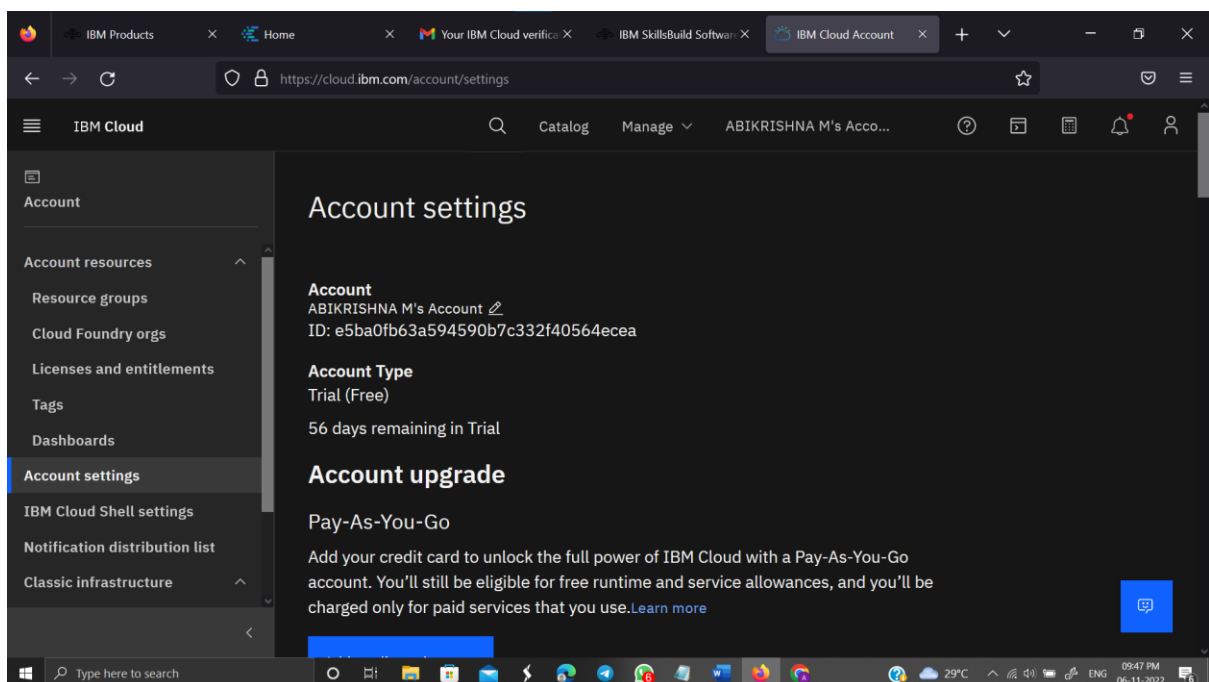 IBM Products
Home
Your IBM Cloud verifica
IBM SkillsBuild Software
IBM Cloud Account
https://cloud.ibm.com/account/settings
IBM Cloud
Catalog
Manage
ABIKRISHNA M's Acco...
Account
Account resources
Resource groups
Cloud Foundry orgs
Licenses and entitlements
Tags
Dashboards
Account settings
IBM Cloud Shell settings
Notification distribution list
Classic infrastructure
Account settings
Account
ABIKRISHNA M's Account
ID: e5ba0fb63a594590b7c332f40564ecea
Account Type
Trial (Free)
56 days remaining in Trial
Account upgrade
Pay-As-You-Go
Add your credit card to unlock the full power of IBM Cloud with a Pay-As-You-Go
account. You'll still be eligible for free runtime and service allowances, and you'll be
charged only for paid services that you use.Learn more
Type here to search
29°C
ENG
09:47 PM
06-11-2022